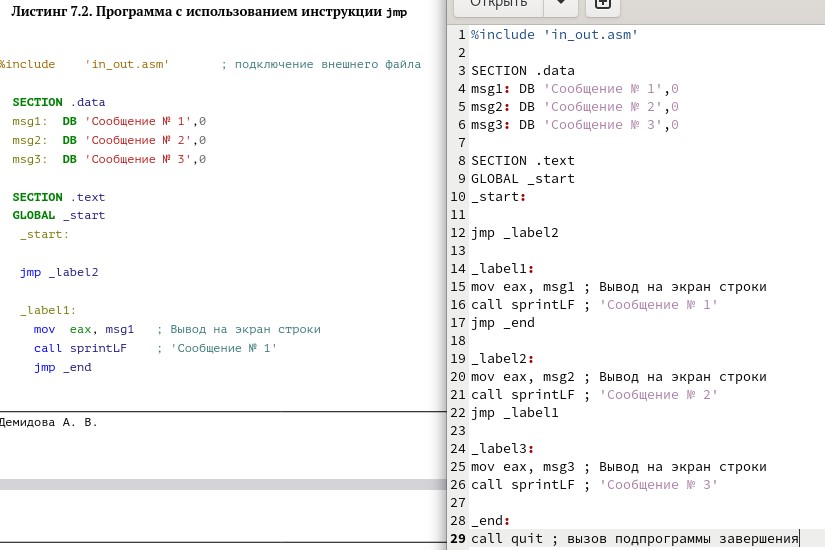 Листинг 7.2. Программа с использованием инструкции jmp
%include 'in_out.asm' ; подключение внешнего файла
SECTION .data
msg1: DB 'Сообщение № 1',0
msg2: DB 'Сообщение № 2',0
msg3: DB 'Сообщение № 3',0
SECTION .text
GLOBAL _start
_start:
jmp _label2
_label1:
mov eax, msg1 ; Вывод на экран строки
call sprintLF ; 'Сообщение № 1'
jmp _end
Демидова А. В.
Открыть
1 %include 'in_out.asm'
2
3 SECTION .data
4 msg1: DB 'Сообщение № 1',0
5 msg2: DB 'Сообщение № 2',0
6 msg3: DB 'Сообщение № 3',0
7
8 SECTION .text
9 GLOBAL _start
10 _start:
11
12 jmp _label2
13
14 _label1:
15 mov eax, msg1 ; Вывод на экран строки
16 call sprintLF ; 'Сообщение № 1'
17 jmp _end
18
19 _label2:
20 mov eax, msg2 ; Вывод на экран строки
21 call sprintLF ; 'Сообщение № 2'
22 jmp _label1
23
24 _label3:
25 mov eax, msg3 ; Вывод на экран строки
26 call sprintLF ; 'Сообщение № 3'
27
28 _end:
29 call quit ; вызов подпрограммы завершения